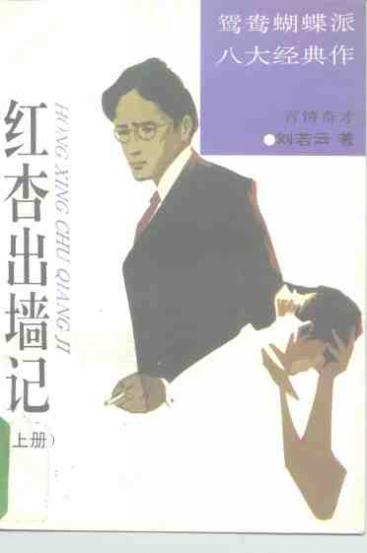 鸳鸯蝴蝶派
八大经典作
言情奇才
●刘若云 著
红杏出墙记
HONG XING CHU QIANG JI
(上册)